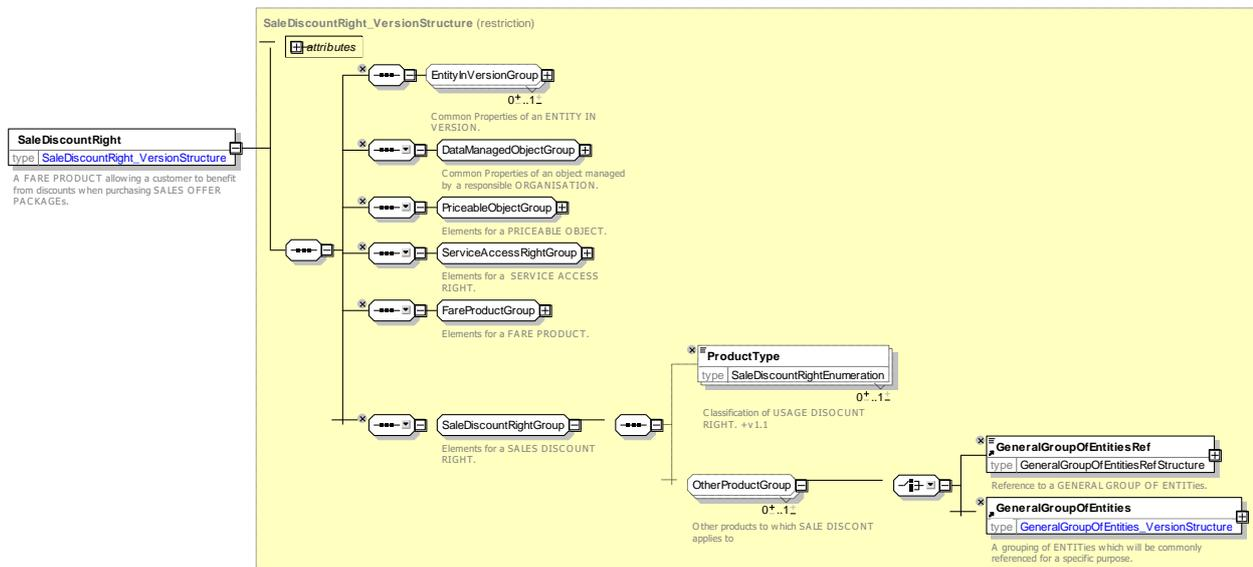 SaleDiscountRight_VersionStructure (restriction)
attributes
EntityInVersionGroup
0..1
Common Properties of an ENTITY IN
VERSION.
SaleDiscountRight
type SaleDiscountRight_VersionStructure
A FARE PRODUCT allowing a customer to benefit
from discounts when purchasing SALES OFFER
PACKAGEs.
DataManagedObjectGroup
Common Properties of an object managed
by a responsible ORGANISATION.
PriceableObjectGroup
Elements for a PRICEABLE OBJECT.
ServiceAccessRightGroup
Elements for a SERVICE ACCESS
RIGHT.
FareProductGroup
Elements for a FARE PRODUCT.
ProductType
type SaleDiscountRightEnumeration
0..1
Classification of USAGE DISOCUNT
RIGHT. +v1.1
SaleDiscountRightGroup
Elements for a SALES DISCOUNT
RIGHT.
OtherProductGroup
0..1
Other products to which SALE DISCONT
applies to
GeneralGroupOfEntitiesRef
type GeneralGroupOfEntitiesRefStructure
Reference to a GENERAL GROUP OF ENTITies.
GeneralGroupOfEntities
type GeneralGroupOfEntities_VersionStructure
A grouping of ENTITies which will be commonly
referenced for a specific purpose.